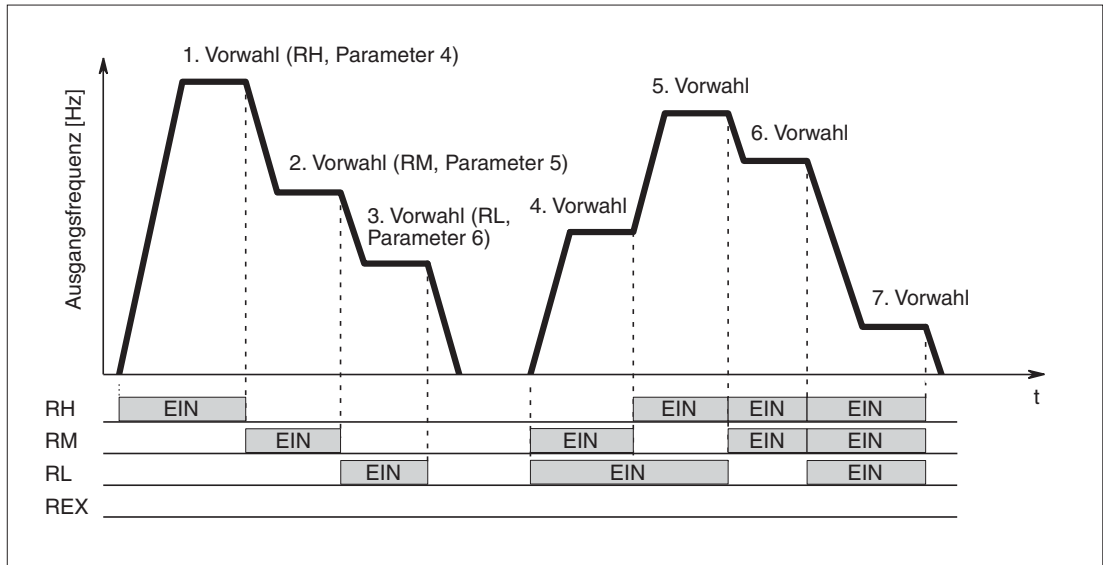 1. Vorwahl (RH, Parameter 4)
5. Vorwahl
6. Vorwahl
2. Vorwahl (RM, Parameter 5)
3. Vorwahl (RL,
Parameter 6)
4. Vorwahl
7. Vorwahl
Ausgangsfrequenz [Hz]
t
RH EIN EIN EIN EIN
RM EIN EIN EIN EIN
RL EIN EIN EIN
REX